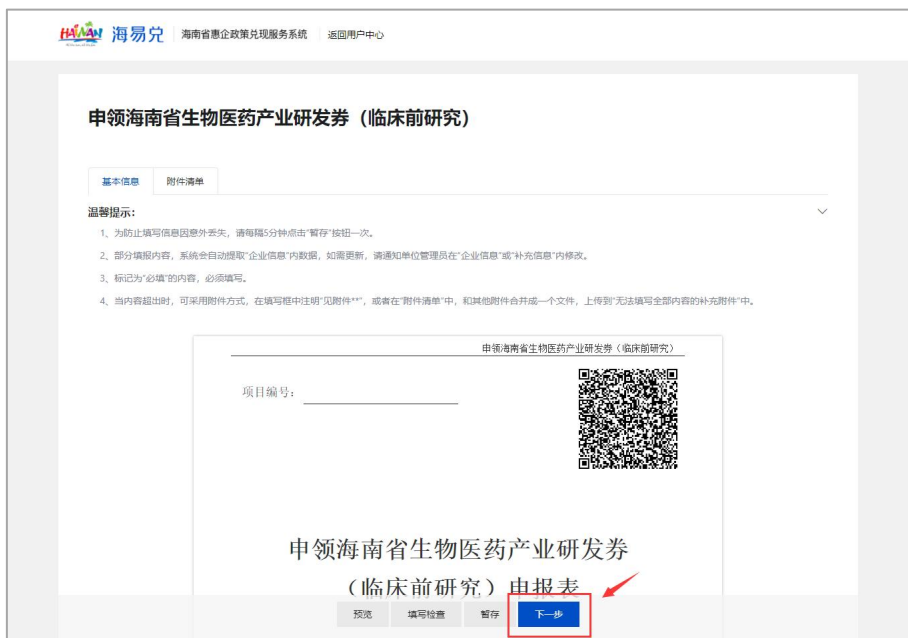 HAINAN 海易兑 海南省惠企政策兑现服务系统 返回用户中心
申领海南省生物医药产业研发券（临床前研究）
基本信息 附件清单
温馨提示：
1、为防止填写信息因意外丢失，请每隔5分钟点击“暂存”按钮一次。
2、部分填报内容，系统会自动提取“企业信息”内数据，如需更新，请通知单位管理员在“企业信息”或“补充信息”内修改。
3、标记为“必填”的内容，必须填写。
4、当内容超出时，可采用附件方式，在填写框中注明“见附件**”，或者在“附件清单”中，和其他附件合并成一个文件，上传到“无法填写全部内容的补充附件”中。
申领海南省生物医药产业研发券（临床前研究）
项目编号：
申领海南省生物医药产业研发券
（临床前研究）申报表
预览 填写检查 暂存 下一步